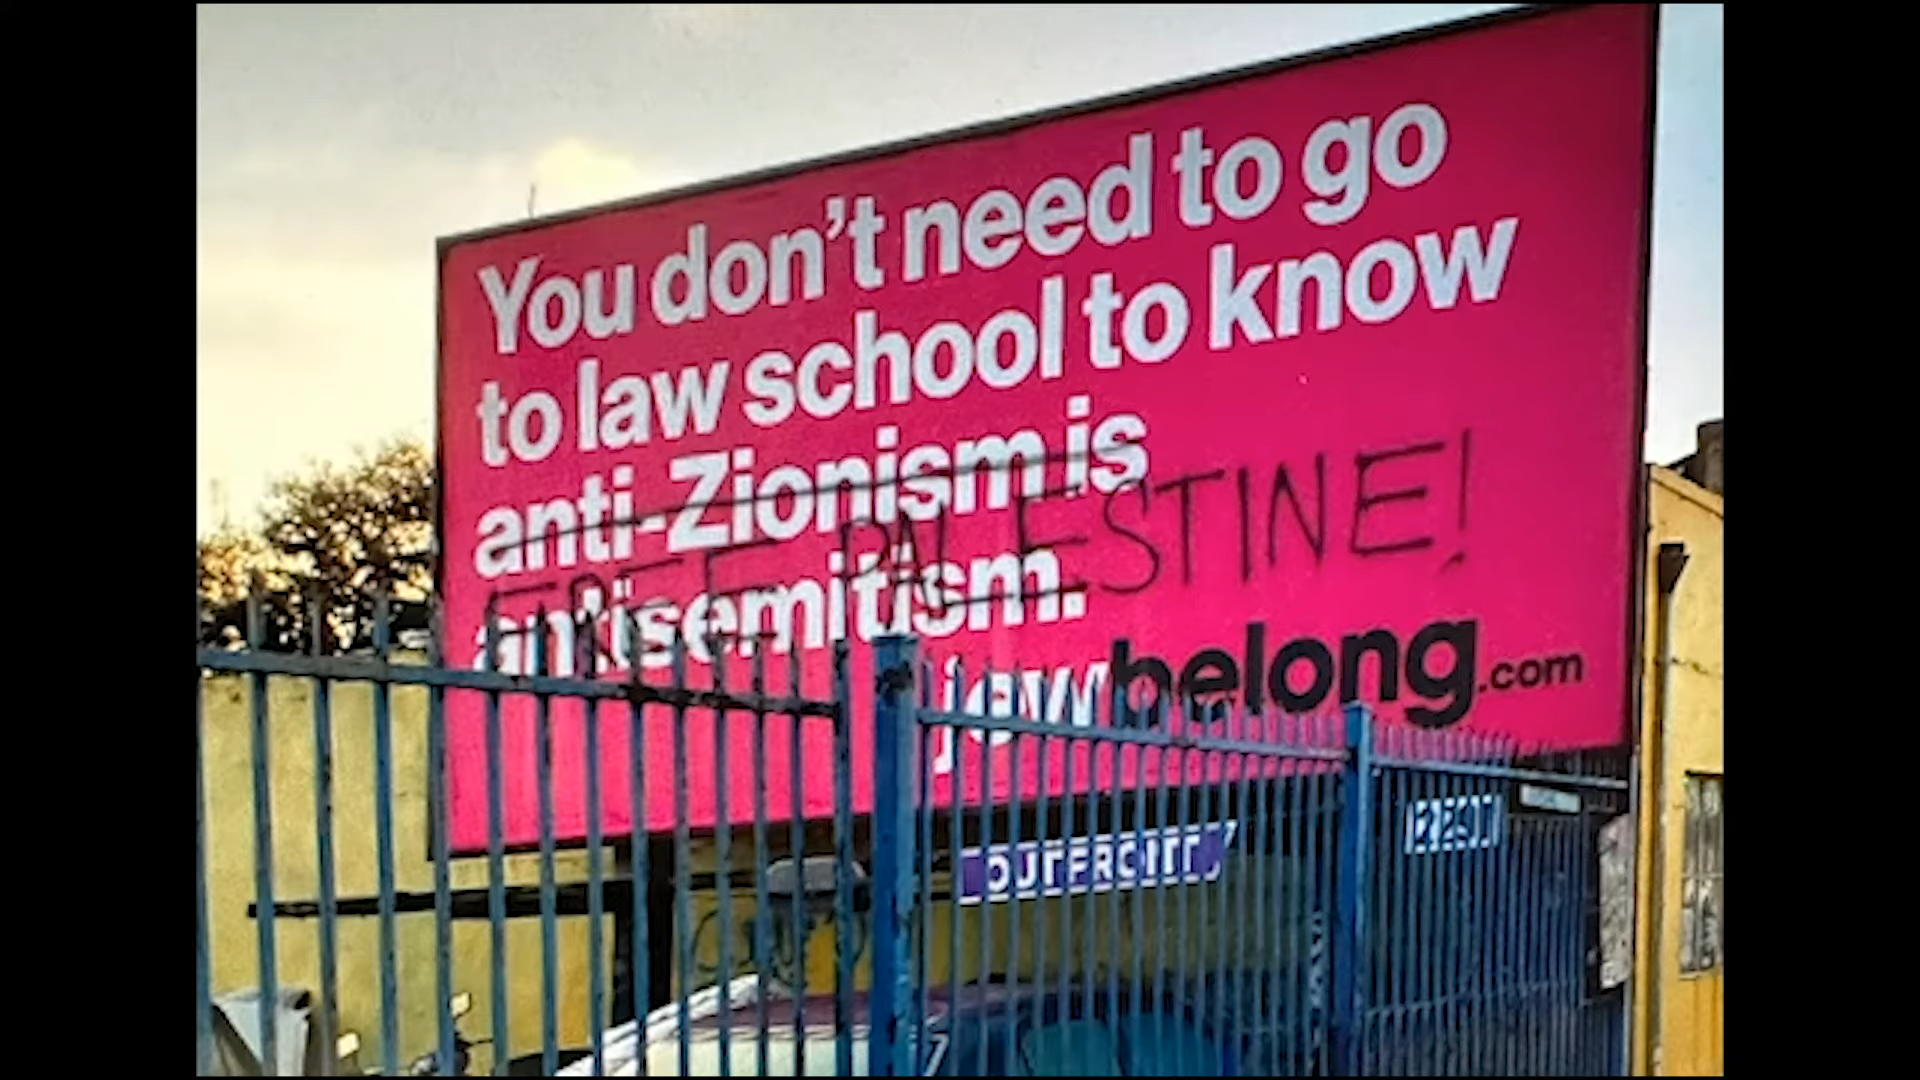 You don't need to go
to law school to know
anti-Zionism is
antisemitism.
FREE PALESTINE!
jewbelong.com
OUTFRONT